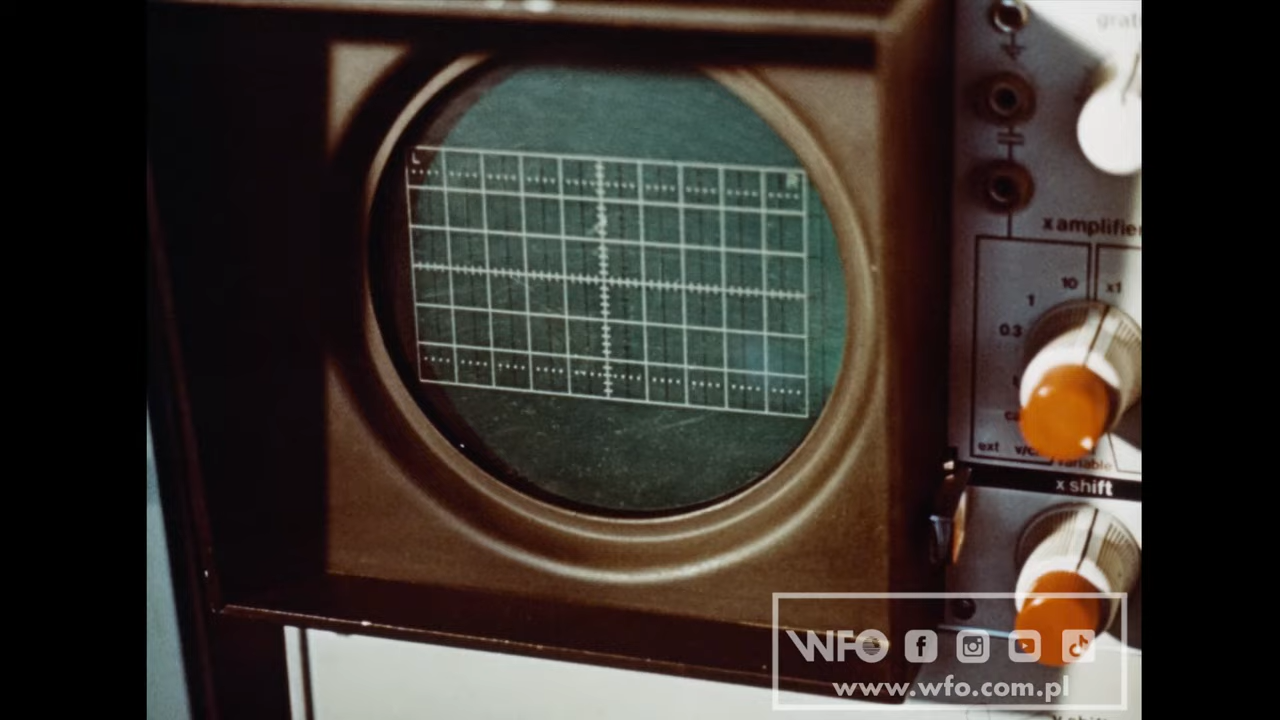 x amplifier
10
x1
1
0.3
ext
variable
x shift
WFO
www.wfo.com.pl